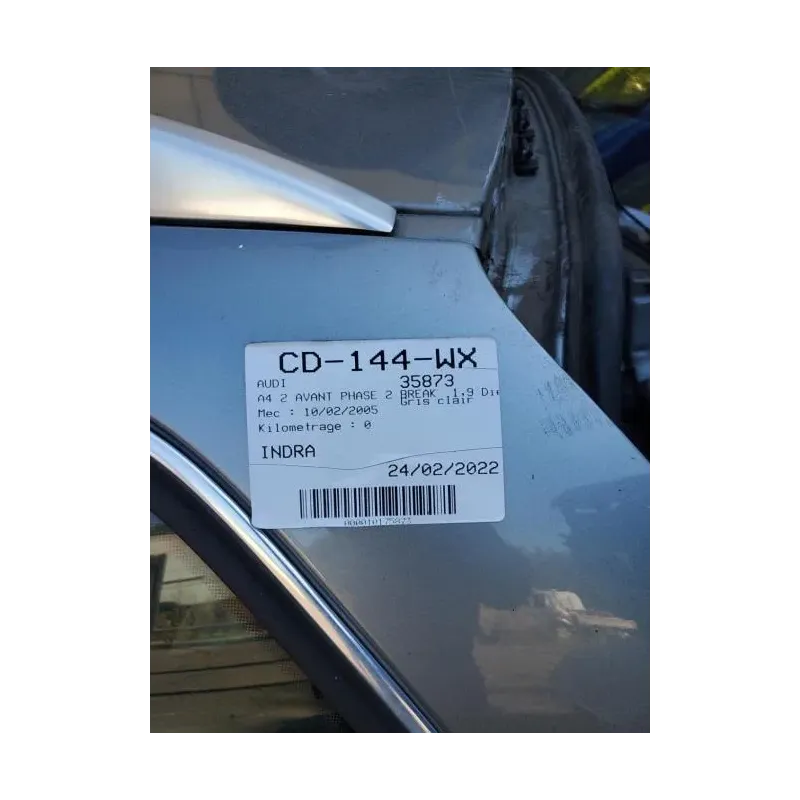 CD-144-WX
AUDI 35873
A4 2 AVANT PHASE 2 BREAK 1.9 Die
Mec : 10/02/2005 Gris clair
Kilometrage : 0
INDRA
24/02/2022